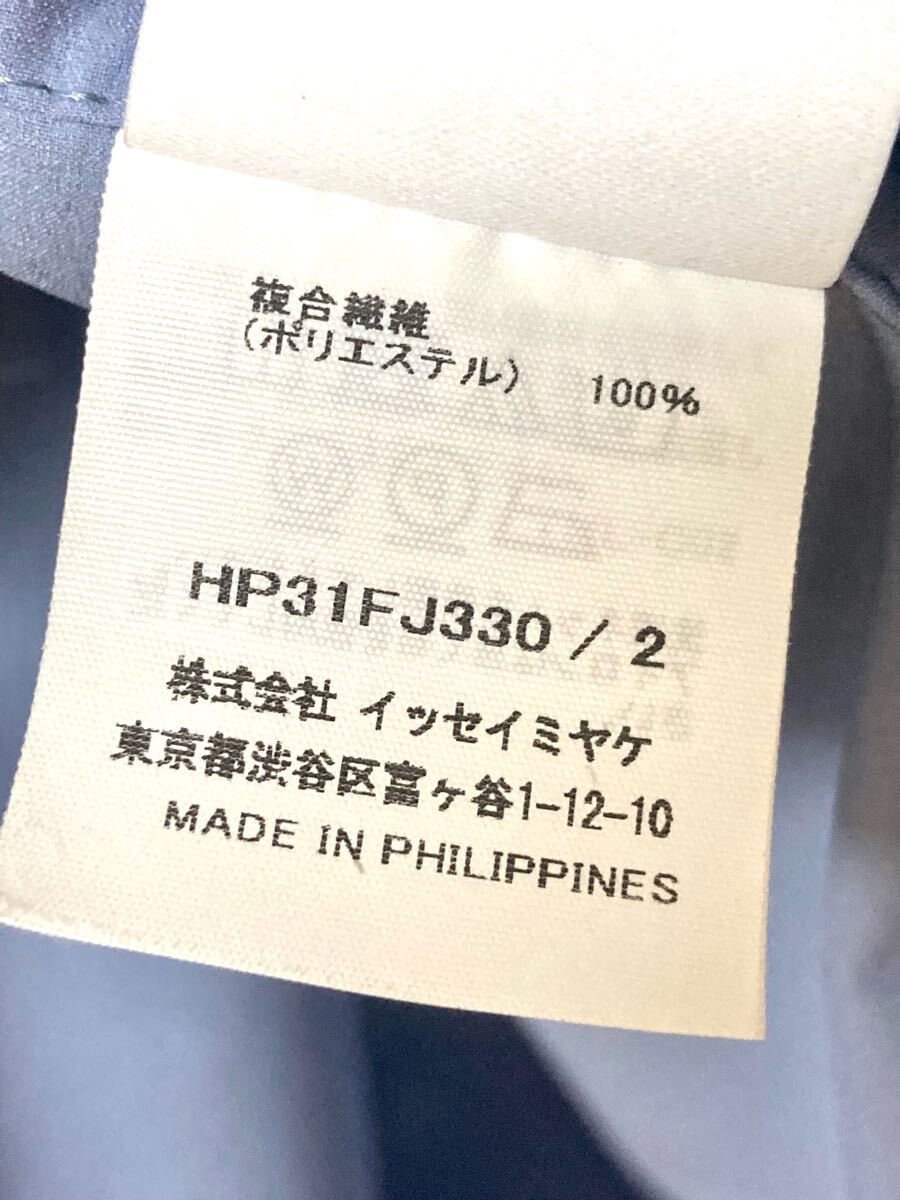 複合繊維
(ポリエステル) 100%
HP31FJ330 / 2
株式会社 イッセイミヤケ
東京都渋谷区富ヶ谷1-12-10
MADE IN PHILIPPINES